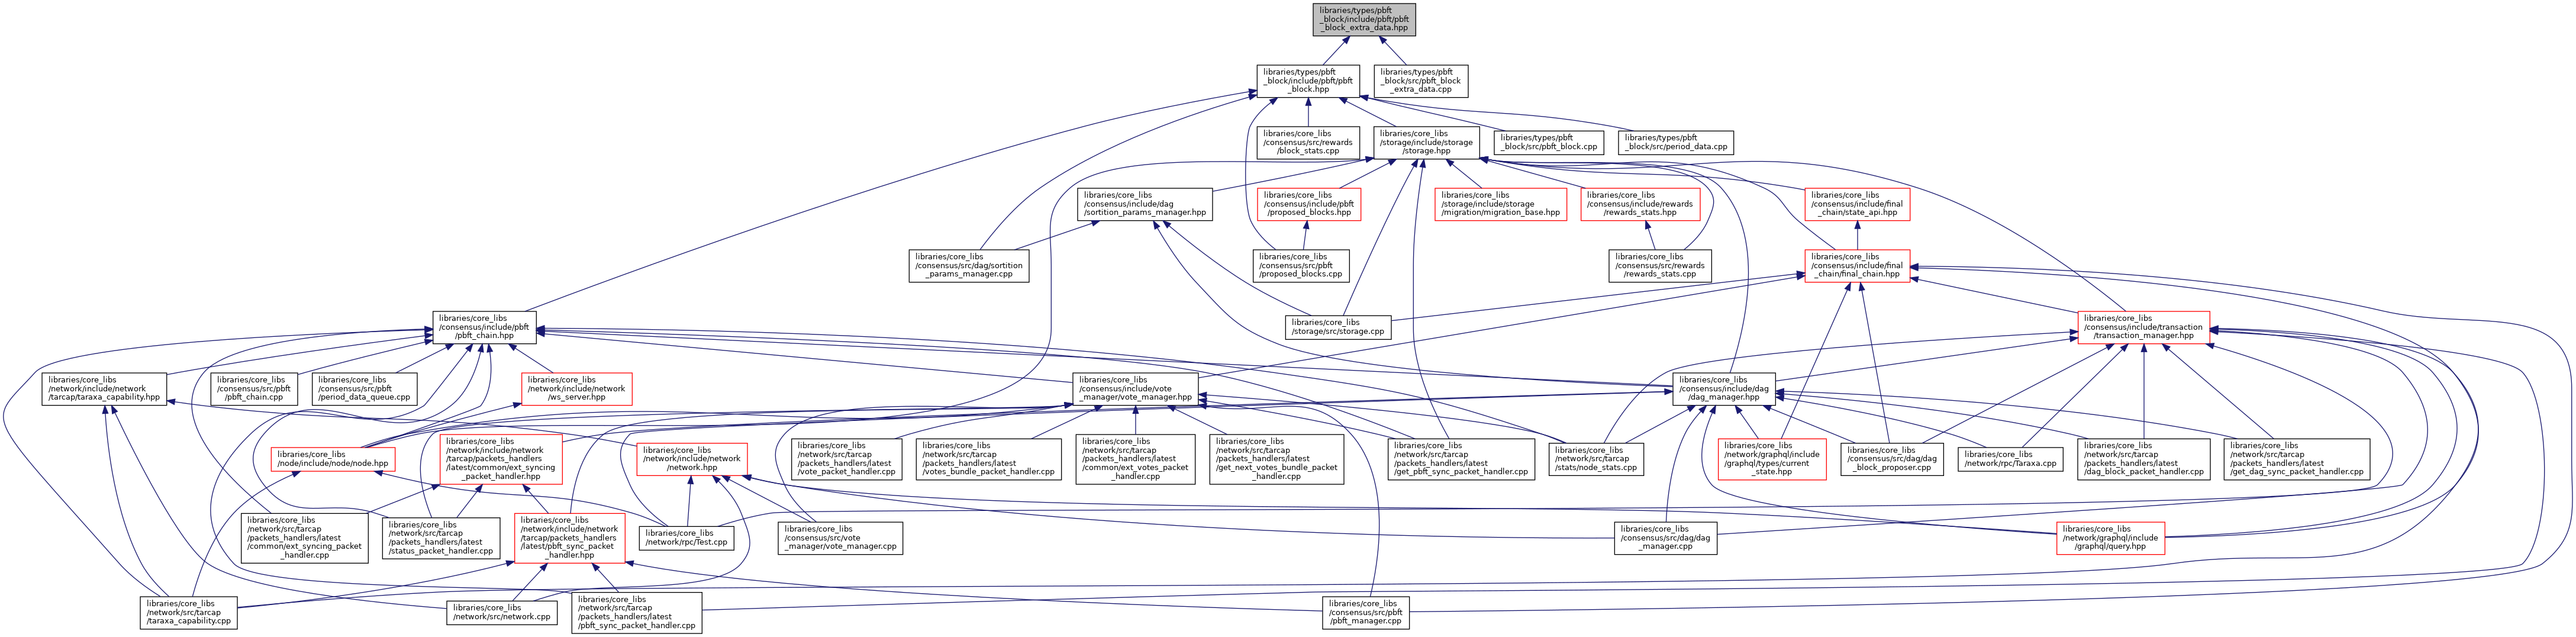 libraries/types/pbft
_block/include/pbft/pbft
_block_extra_data.hpp
libraries/types/pbft
_block/include/pbft/pbft
_block.hpp
libraries/types/pbft
_block/src/pbft_block
_extra_data.cpp
libraries/core_libs
/consensus/src/rewards
/block_stats.cpp
libraries/core_libs
/storage/include/storage
/storage.hpp
libraries/types/pbft
_block/src/pbft_block.cpp
libraries/types/pbft
_block/src/period_data.cpp
libraries/core_libs
/consensus/include/dag
/sortition_params_manager.hpp
libraries/core_libs
/consensus/include/pbft
/proposed_blocks.hpp
libraries/core_libs
/storage/include/storage
/migration/migration_base.hpp
libraries/core_libs
/consensus/include/rewards
/rewards_stats.hpp
libraries/core_libs
/consensus/include/final
_chain/state_api.hpp
libraries/core_libs
/consensus/src/dag/sortition
_params_manager.cpp
libraries/core_libs
/consensus/src/pbft
/proposed_blocks.cpp
libraries/core_libs
/consensus/src/rewards
/rewards_stats.cpp
libraries/core_libs
/consensus/include/final
_chain/final_chain.hpp
libraries/core_libs
/consensus/include/pbft
/pbft_chain.hpp
libraries/core_libs
/storage/src/storage.cpp
libraries/core_libs
/consensus/include/transaction
/transaction_manager.hpp
libraries/core_libs
/network/include/network
/tarcap/taraxa_capability.hpp
libraries/core_libs
/consensus/src/pbft
/pbft_chain.cpp
libraries/core_libs
/consensus/src/pbft
/period_data_queue.cpp
libraries/core_libs
/network/include/network
/ws_server.hpp
libraries/core_libs
/consensus/include/vote
_manager/vote_manager.hpp
libraries/core_libs
/consensus/include/dag
/dag_manager.hpp
libraries/core_libs
/node/include/node/node.hpp
libraries/core_libs
/network/include/network
/tarcap/packets_handlers
/latest/common/ext_syncing
_packet_handler.hpp
libraries/core_libs
/network/include/network
/network.hpp
libraries/core_libs
/network/src/tarcap
/packets_handlers/latest
/vote_packet_handler.cpp
libraries/core_libs
/network/src/tarcap
/packets_handlers/latest
/votes_bundle_packet_handler.cpp
libraries/core_libs
/network/src/tarcap
/packets_handlers/latest
/common/ext_votes_packet
_handler.cpp
libraries/core_libs
/network/src/tarcap
/packets_handlers/latest
/get_next_votes_bundle_packet
_handler.cpp
libraries/core_libs
/network/src/tarcap
/packets_handlers/latest
/get_pbft_sync_packet_handler.cpp
libraries/core_libs
/network/src/tarcap
/stats/node_stats.cpp
libraries/core_libs
/network/graphql/include
/graphql/types/current
_state.hpp
libraries/core_libs
/consensus/src/dag/dag
_block_proposer.cpp
libraries/core_libs
/network/rpc/Taraxa.cpp
libraries/core_libs
/network/src/tarcap
/packets_handlers/latest
/dag_block_packet_handler.cpp
libraries/core_libs
/network/src/tarcap
/packets_handlers/latest
/get_dag_sync_packet_handler.cpp
libraries/core_libs
/network/src/tarcap
/packets_handlers/latest
/common/ext_syncing_packet
_handler.cpp
libraries/core_libs
/network/src/tarcap
/packets_handlers/latest
/status_packet_handler.cpp
libraries/core_libs
/network/include/network
/tarcap/packets_handlers
/latest/pbft_sync_packet
_handler.hpp
libraries/core_libs
/network/rpc/Test.cpp
libraries/core_libs
/consensus/src/vote
_manager/vote_manager.cpp
libraries/core_libs
/consensus/src/dag/dag
_manager.cpp
libraries/core_libs
/network/graphql/include
/graphql/query.hpp
libraries/core_libs
/network/src/tarcap
/taraxa_capability.cpp
libraries/core_libs
/network/src/network.cpp
libraries/core_libs
/network/src/tarcap
/packets_handlers/latest
/pbft_sync_packet_handler.cpp
libraries/core_libs
/consensus/src/pbft
/pbft_manager.cpp